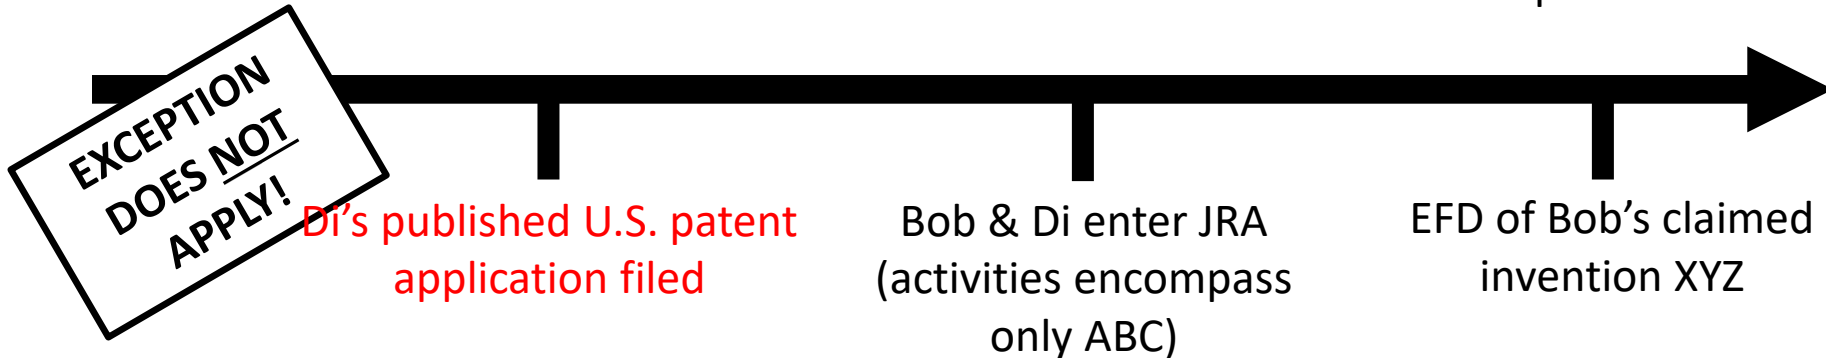 EXCEPTION
DOES NOT
APPLY!
Di’s published U.S. patent
application filed
Bob & Di enter JRA
(activities encompass
only ABC)
EFD of Bob’s claimed
invention XYZ